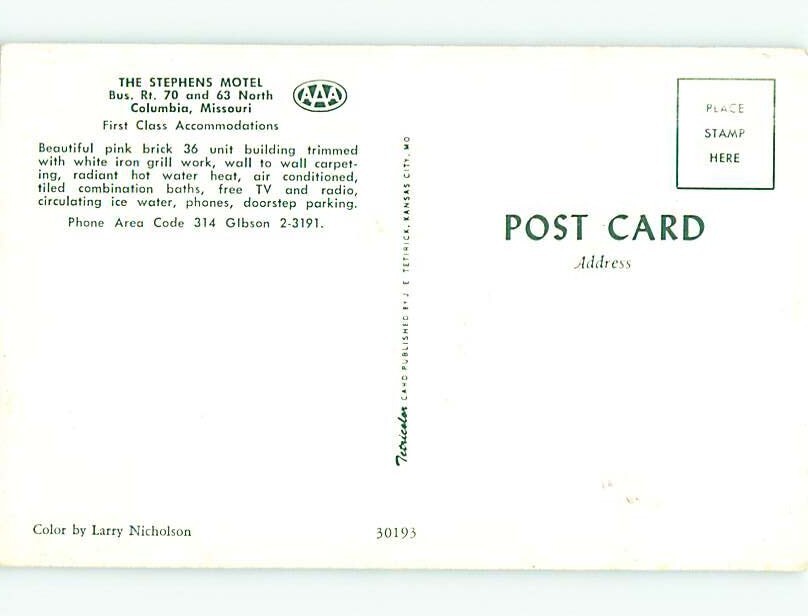 THE STEPHENS MOTEL
Bus. Rt. 70 and 63 North
Columbia, Missouri
AAA
First Class Accommodations
Beautiful pink brick 36 unit building trimmed
with white iron grill work, wall to wall carpet-
ing, radiant hot water heat, air conditioned,
tiled combination baths, free TV and radio,
circulating ice water, phones, doorstep parking.
Phone Area Code 314 GIbson 2-3191.
Color by Larry Nicholson
30193
Tetricolor CARD PUBLISHED BY J. E. TETIRICK, KANSAS CITY, MO
PLACE
STAMP
HERE
POST CARD
Address